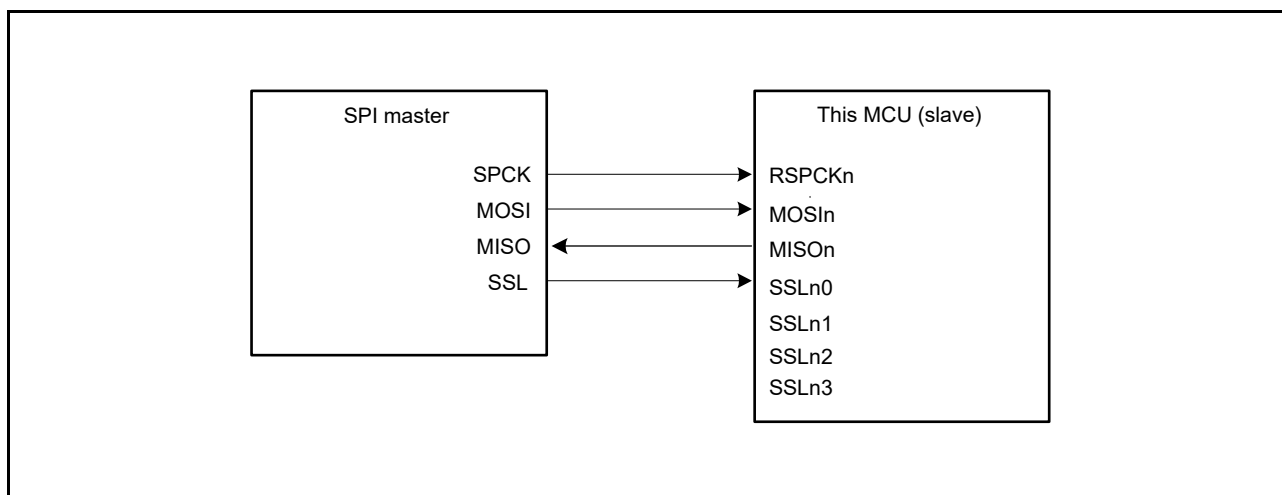 SPI master
SPCK
MOSI
MISO
SSL
This MCU (slave)
RSPCKn
MOSIn
MISOn
SSLn0
SSLn1
SSLn2
SSLn3